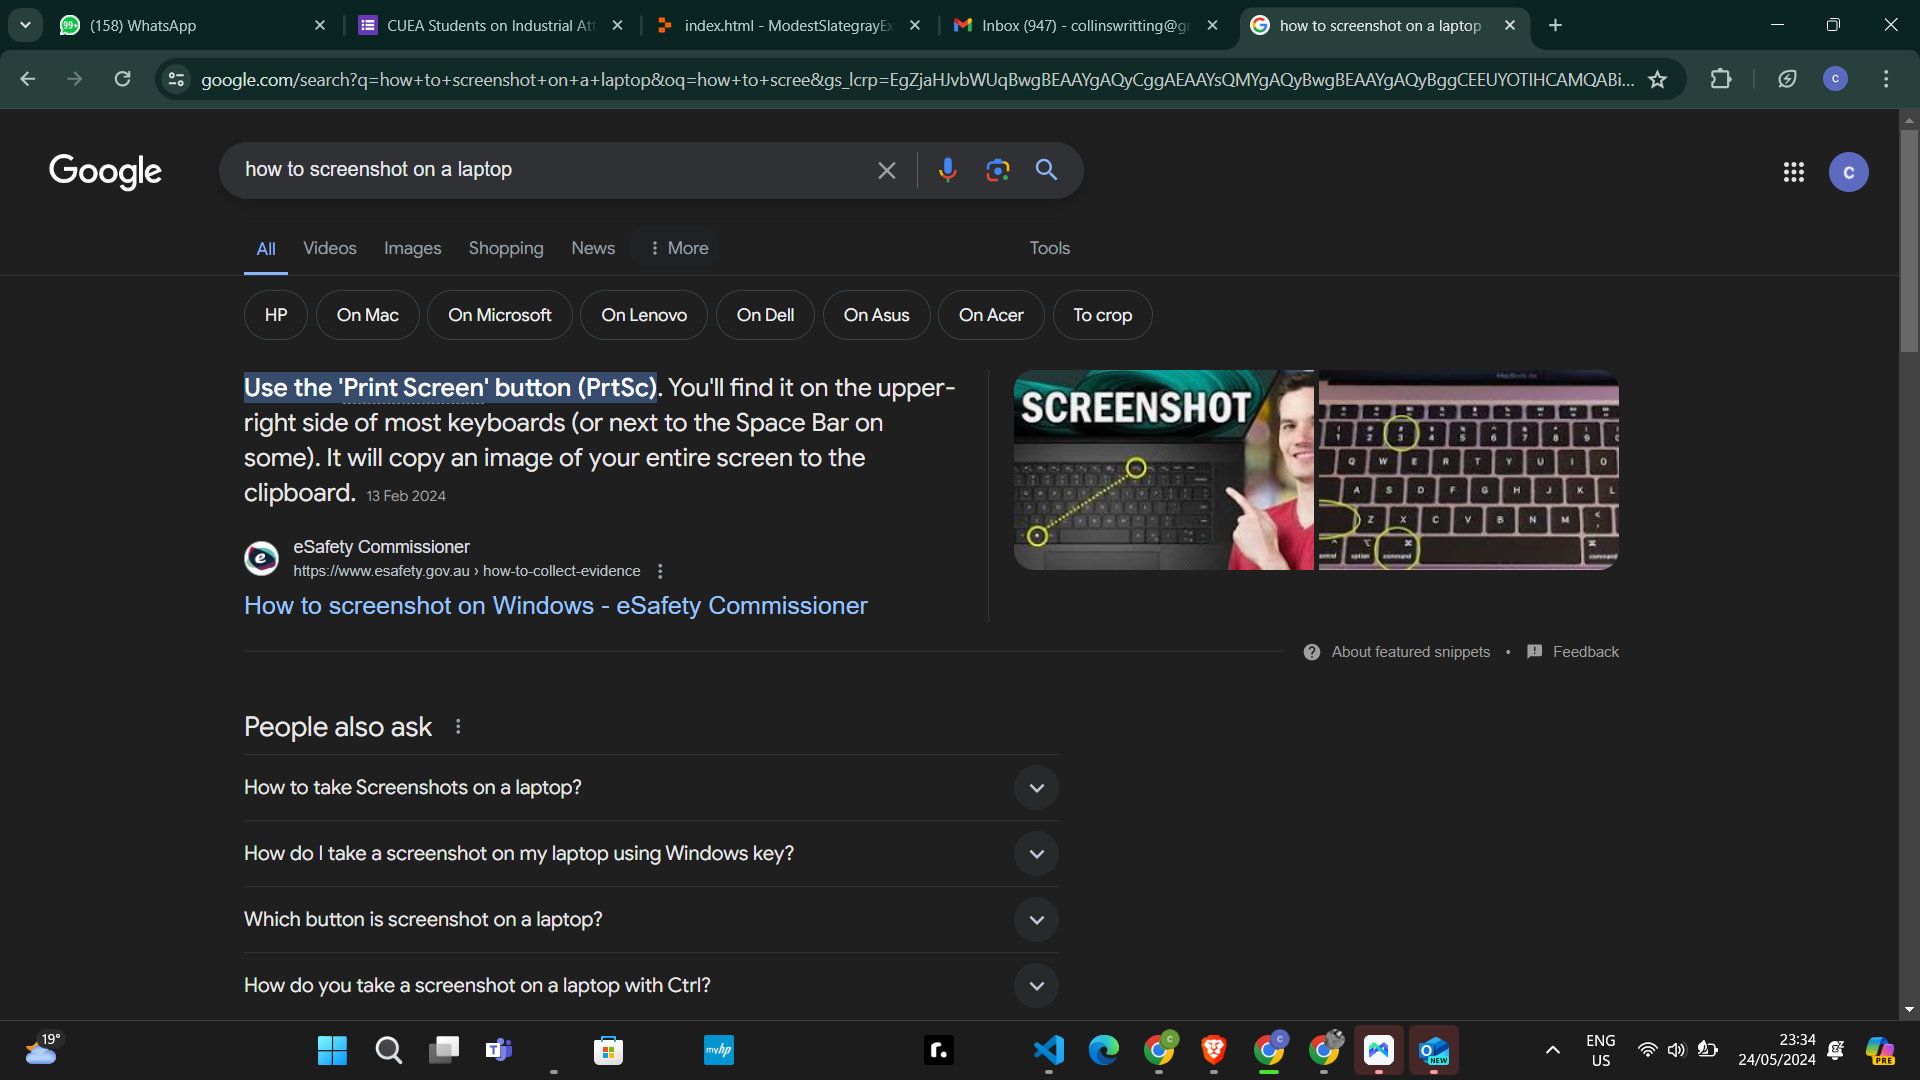 (158) WhatsApp
CUEA Students on Industrial Att
index.html - ModestSlategrayEx
Inbox (947) - collinswritting@gr
how to screenshot on a laptop
google.com/search?q=how+to+screenshot+on+a+laptop&oq=how+to+scree&gs_lcrp=EgZjaHJvbWUqBwgBEAAYgAQyCggAEAAYsQMYgAQyBwgBEAAYgAQyBggCEEUYOTIHCAMQABi...
C
Google
how to screenshot on a laptop
C
All
Videos
Images
Shopping
News
More
Tools
HP
On Mac
On Microsoft
On Lenovo
On Dell
On Asus
On Acer
To crop
Use the 'Print Screen' button (PrtSc). You'll find it on the upper-
right side of most keyboards (or next to the Space Bar on
some). It will copy an image of your entire screen to the
clipboard. 13 Feb 2024
SCREENSHOT
eSafety Commissioner
https://www.esafety.gov.au › how-to-collect-evidence
How to screenshot on Windows - eSafety Commissioner
About featured snippets • Feedback
People also ask
How to take Screenshots on a laptop?
How do I take a screenshot on my laptop using Windows key?
Which button is screenshot on a laptop?
How do you take a screenshot on a laptop with Ctrl?
19°
myhp
r.
NEW
ENG
US
23:34
24/05/2024
PRE